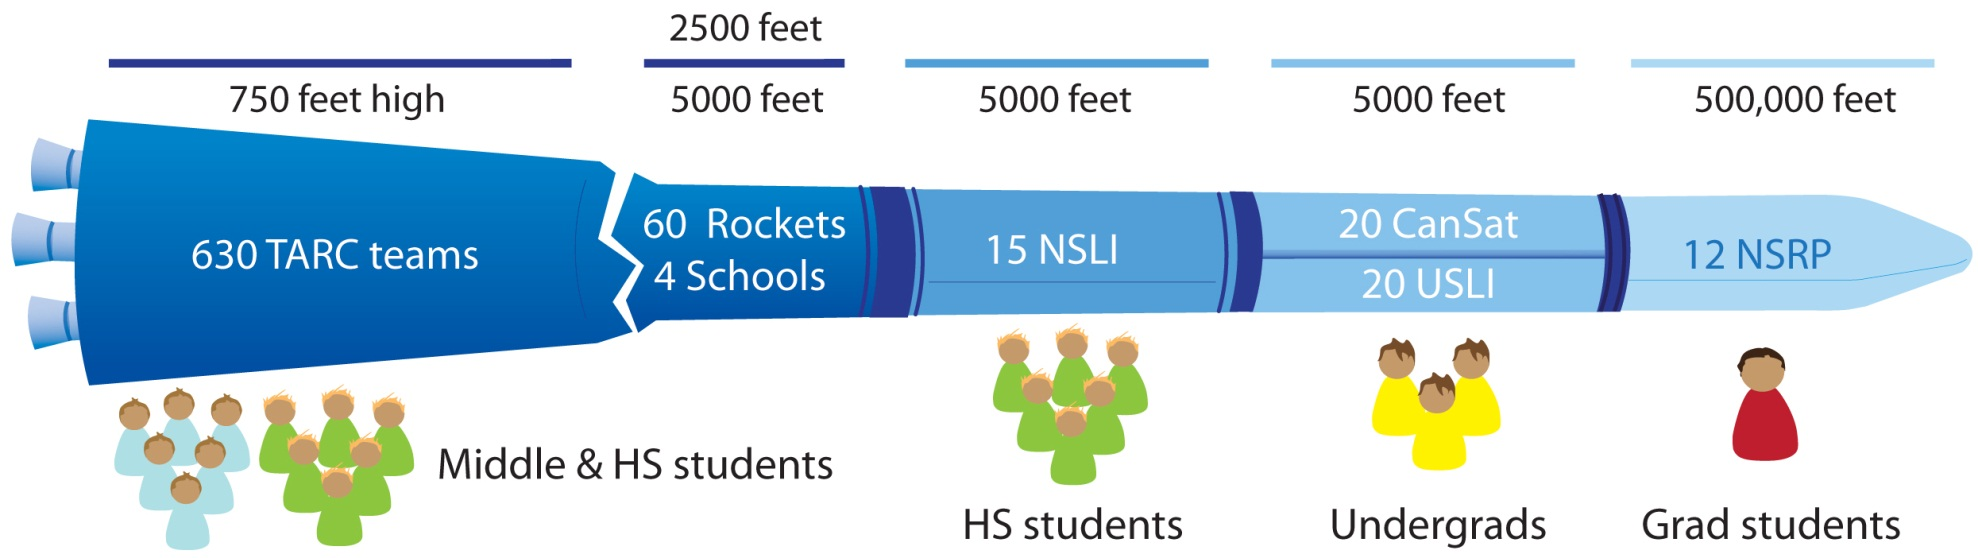 2500 feet
750 feet high
5000 feet
5000 feet
5000 feet
500,000 feet
630 TARC teams
60 Rockets
4 Schools
15 NSLI
20 CanSat
20 USLI
12 NSRP
Middle & HS students
HS students
Undergrads
Grad students